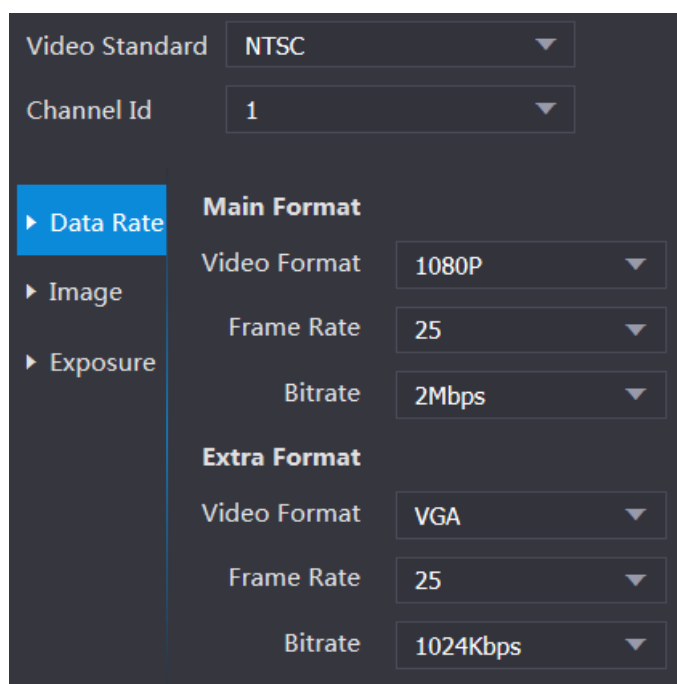 Video Standard NTSC
Channel Id 1
Data Rate
Image
Exposure
Main Format
Video Format 1080P
Frame Rate 25
Bitrate 2Mbps
Extra Format
Video Format VGA
Frame Rate 25
Bitrate 1024Kbps